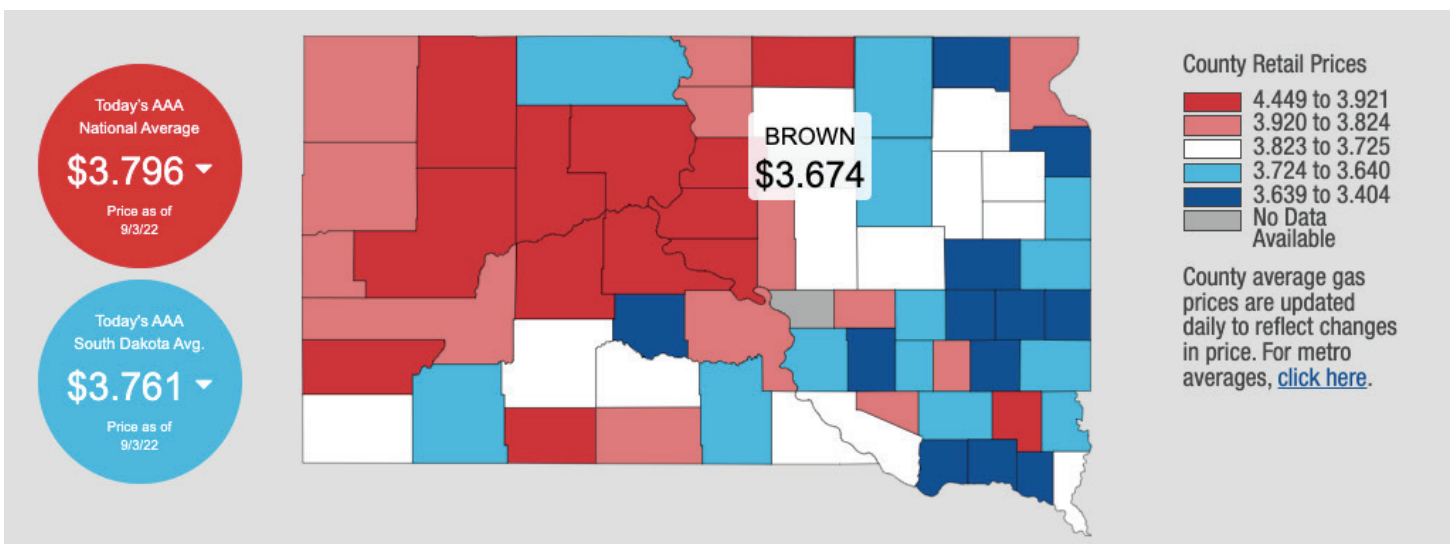 Today's AAA
National Average
$3.796
Price as of
9/3/22
Today's AAA
South Dakota Avg.
$3.761
Price as of
9/3/22
BROWN
$3.674
County Retail Prices
4.449 to 3.921
3.920 to 3.824
3.823 to 3.725
3.724 to 3.640
3.639 to 3.404
No Data
Available
County average gas
prices are updated
daily to reflect changes
in price. For metro
averages, click here.